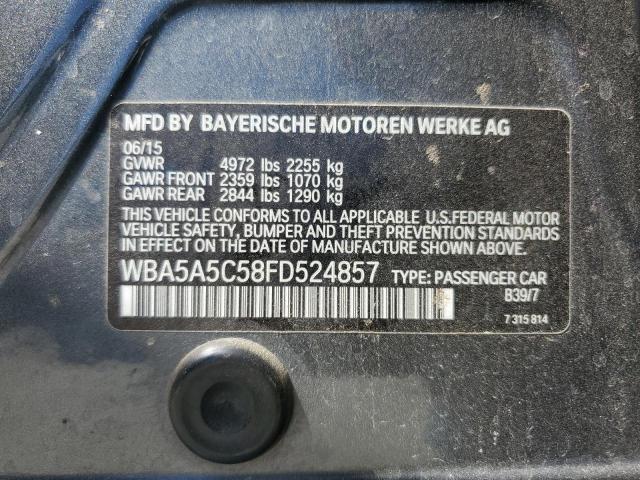 MFD BY BAYERISCHE MOTOREN WERKE AG
06/15
GVWR 4972 lbs 2255 kg
GAWR FRONT 2359 lbs 1070 kg
GAWR REAR 2844 lbs 1290 kg
THIS VEHICLE CONFORMS TO ALL APPLICABLE U.S.FEDERAL MOTOR
VEHICLE SAFETY, BUMPER AND THEFT PREVENTION
STANDARDS IN EFFECT ON THE DATE OF MANUFACTURE SHOWN ABOVE.
WBA5A5C58FD524857 TYPE: PASSENGER CAR
B39/7
7 315 814